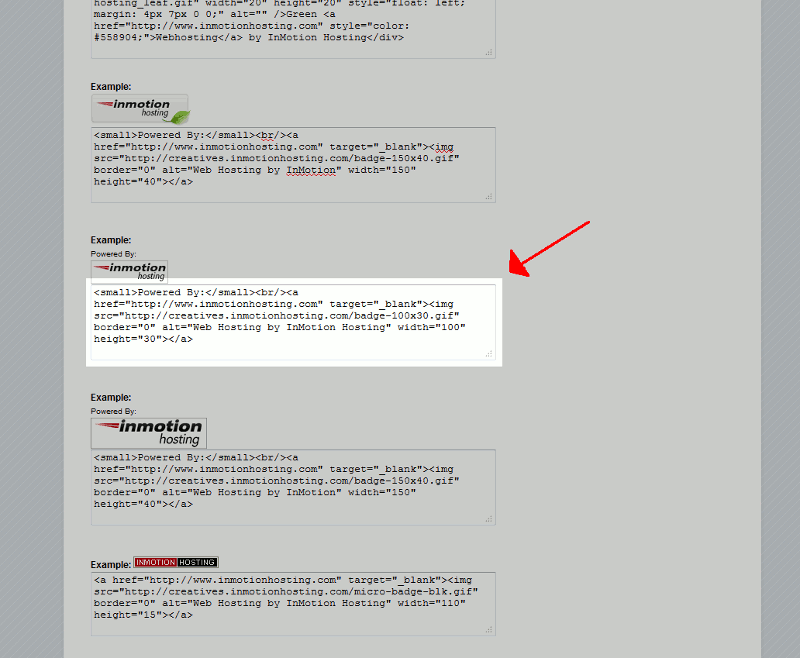 hosting_leaf.gif" width="20" height="20" style="float: left;
margin: 4px 7px 0 0;" alt="" />Green <a
href="http://www.inmotionhosting.com" style="color:
#558904;">Webhosting</a> by InMotion Hosting</div>
Example:
inmotion
hosting
<small>Powered By:</small><br/><a
href="http://www.inmotionhosting.com" target="_blank"><img
src="http://creatives.inmotionhosting.com/badge-150x40.gif"
border="0" alt="Web Hosting by InMotion" width="150"
height="40"></a>
Example:
Powered By:
inmotion
hosting
<small>Powered By:</small><br/><a
href="http://www.inmotionhosting.com" target="_blank"><img
src="http://creatives.inmotionhosting.com/badge-100x30.gif"
border="0" alt="Web Hosting by InMotion Hosting" width="100"
height="30"></a>
Example:
Powered By:
inmotion
hosting
<small>Powered By:</small><br/><a
href="http://www.inmotionhosting.com" target="_blank"><img
src="http://creatives.inmotionhosting.com/badge-150x40.gif"
border="0" alt="Web Hosting by InMotion" width="150"
height="40"></a>
Example: INMOTION HOSTING
<a href="http://www.inmotionhosting.com" target="_blank"><img
src="http://creatives.inmotionhosting.com/micro-badge-blk.gif"
border="0" alt="Web Hosting by InMotion Hosting" width="110"
height="15"></a>